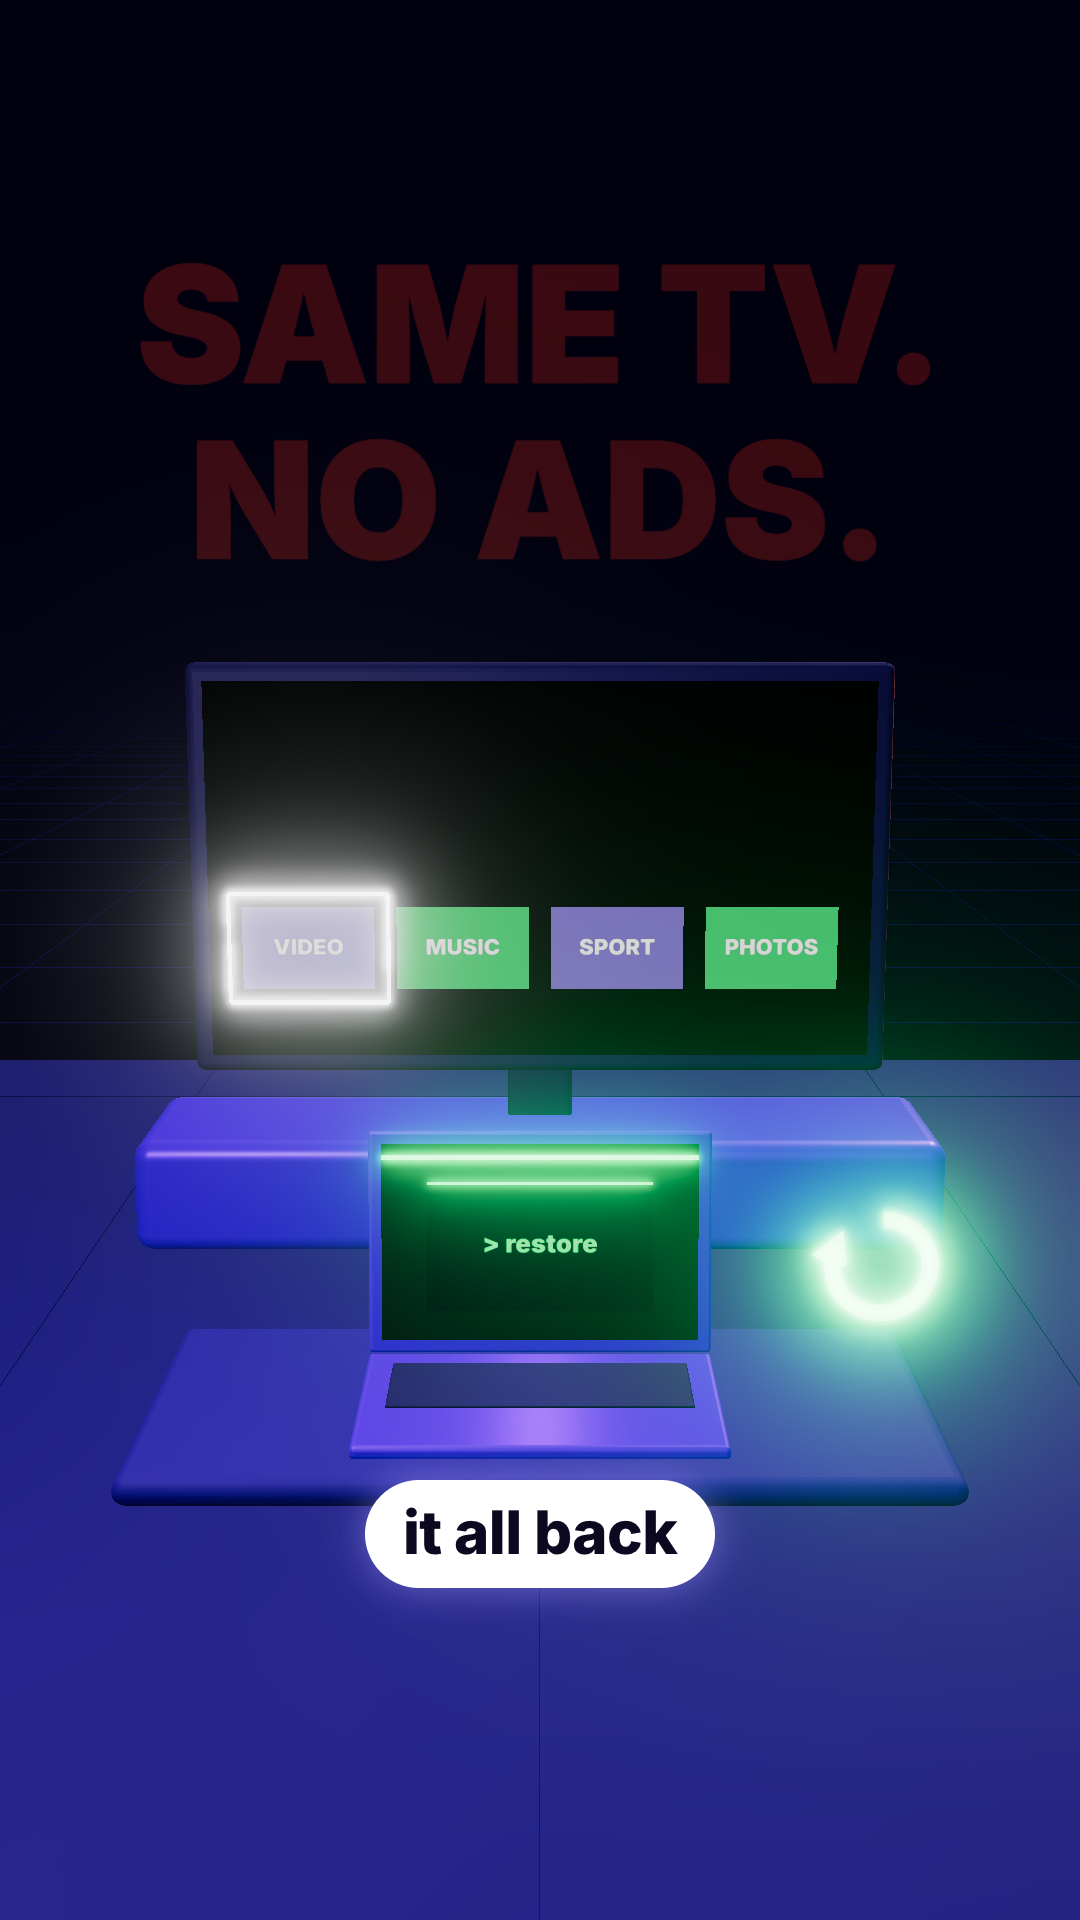 SAME TV.
NO ADS.
VIDEO
MUSIC
SPORT
PHOTOS
> restore
it all back